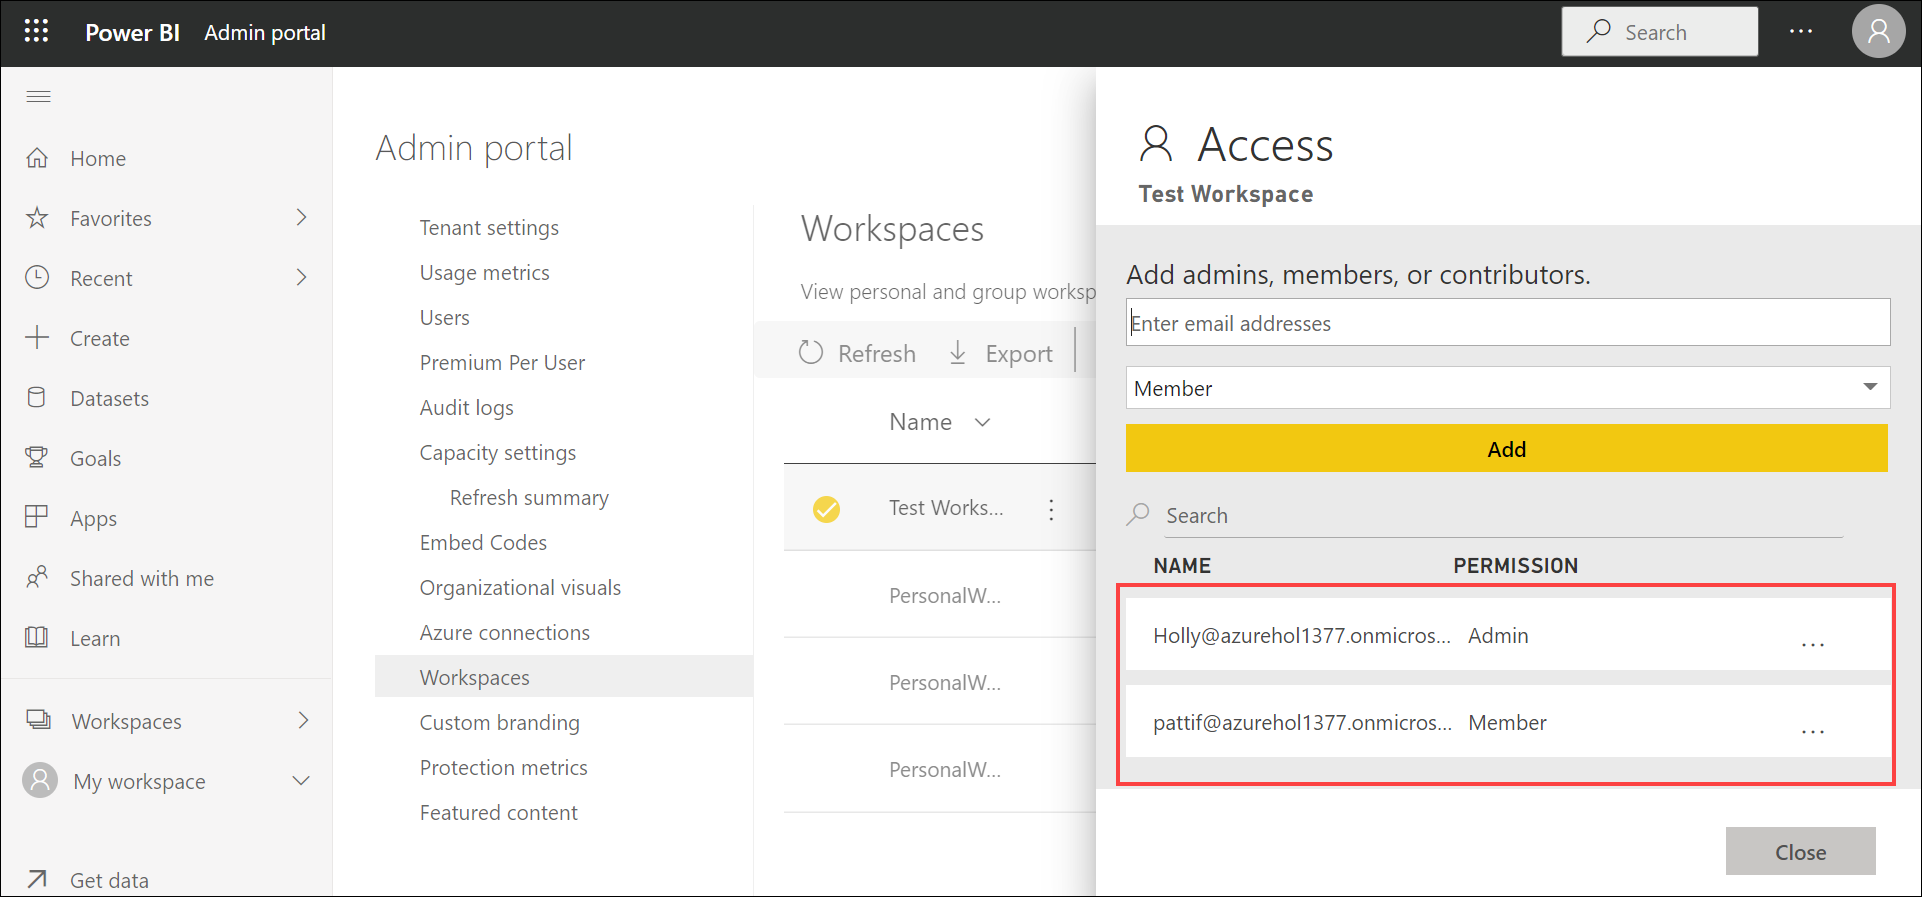 Power BI Admin portal
Search
...
Home
Favorites
Recent
Create
Datasets
Goals
Apps
Shared with me
Learn
Workspaces
My workspace
Get data
Admin portal
Tenant settings
Usage metrics
Users
Premium Per User
Audit logs
Capacity settings
Refresh summary
Embed Codes
Organizational visuals
Azure connections
Workspaces
Custom branding
Protection metrics
Featured content
Workspaces
View personal and group worksp
Refresh Export
Name
Test Works...
PersonalW...
PersonalW...
PersonalW...
Access
Test Workspace
Add admins, members, or contributors.
Enter email addresses
Member
Add
Search
NAME PERMISSION
Holly@azurehol1377.onmicros... Admin ...
pattif@azurehol1377.onmicros... Member ...
Close